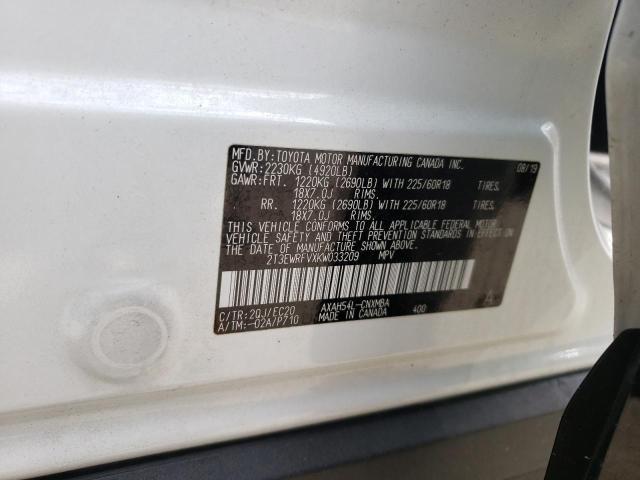 MFD.BY:TOYOTA MOTOR MANUFACTURING CANADA INC. 08/19
GVWR:2230KG (4920LB)
GAWR:FRT. 1220KG (2690LB) WITH 225/60R18 TIRES,
18X7.0J RIMS.
RR. 1220KG (2690LB) WITH 225/60R18 TIRES,
18X7.0J RIMS.
THIS VEHICLE CONFORMS TO ALL APPLICABLE FEDERAL MOTOR
VEHICLE SAFETY AND THEFT PREVENTION STANDARDS IN EFFECT ON
THE DATE OF MANUFACTURE SHOWN ABOVE.
2T3EWRFVXKW033209 MPV
C/TR:20J/EC20 AXAH54L-CNXMBA 400
A/TM:-02A/P710 MADE IN CANADA